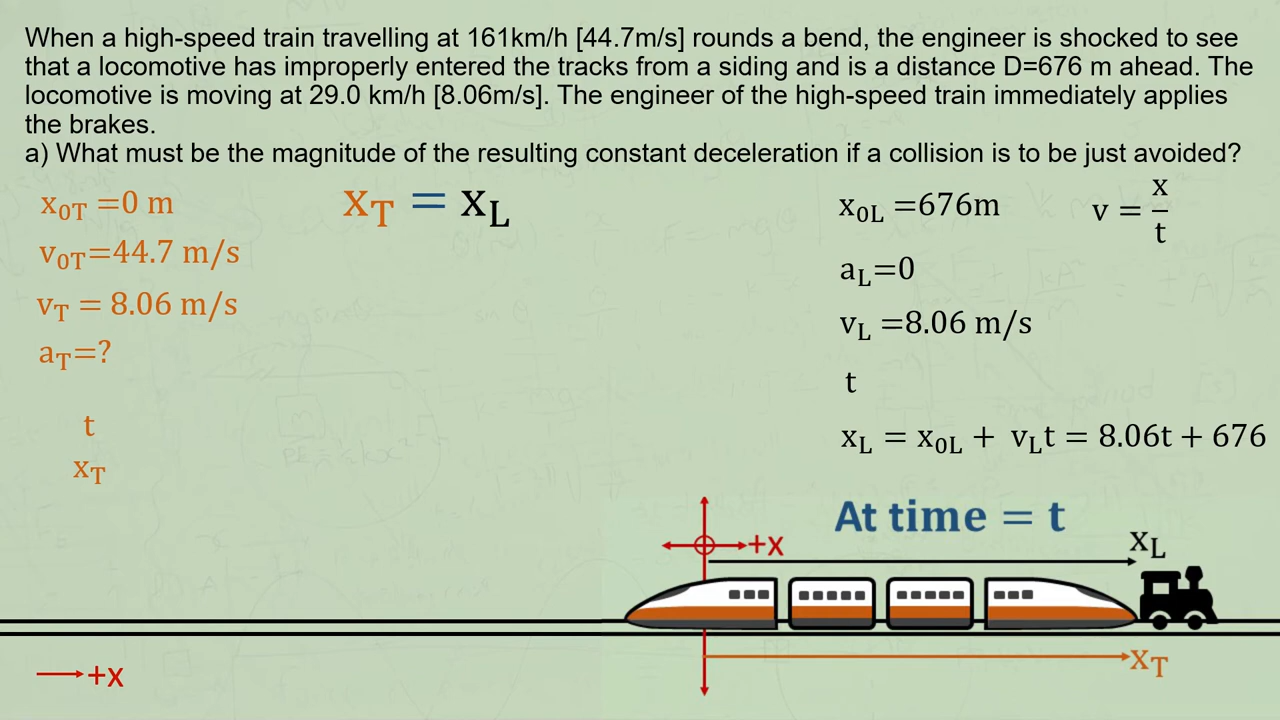 When a high-speed train travelling at 161km/h [44.7m/s] rounds a bend, the engineer is shocked to see
that a locomotive has improperly entered the tracks from a siding and is a distance D=676 m ahead. The
locomotive is moving at 29.0 km/h [8.06m/s]. The engineer of the high-speed train immediately applies
the brakes.
a) What must be the magnitude of the resulting constant deceleration if a collision is to be just avoided?
x₀T =0 m
v₀T=44.7 m/s
vT = 8.06 m/s
aT=?
t
xT
xT = xL
x₀L =676m
v = x/t
aL=0
vL =8.06 m/s
t
xL = x₀L + vLt = 8.06t + 676
At time = t
+x
xL
xT
+x